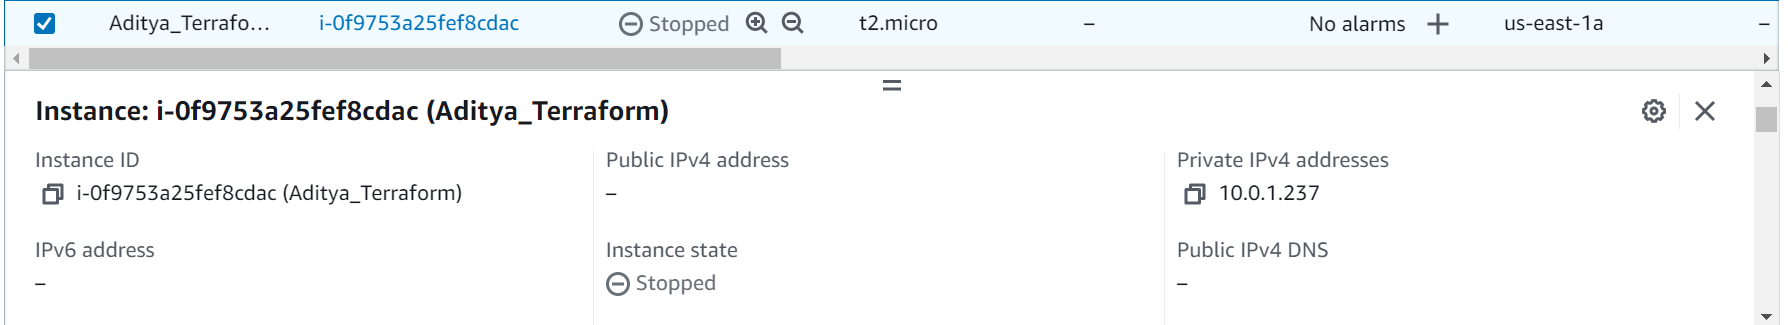 Aditya_Terrafo... i-0f9753a25fef8cdac Stopped t2.micro – No alarms + us-east-1a –
Instance: i-0f9753a25fef8cdac (Aditya_Terraform)
Instance ID Public IPv4 address Private IPv4 addresses
i-0f9753a25fef8cdac (Aditya_Terraform) – 10.0.1.237
IPv6 address Instance state Public IPv4 DNS
– Stopped –